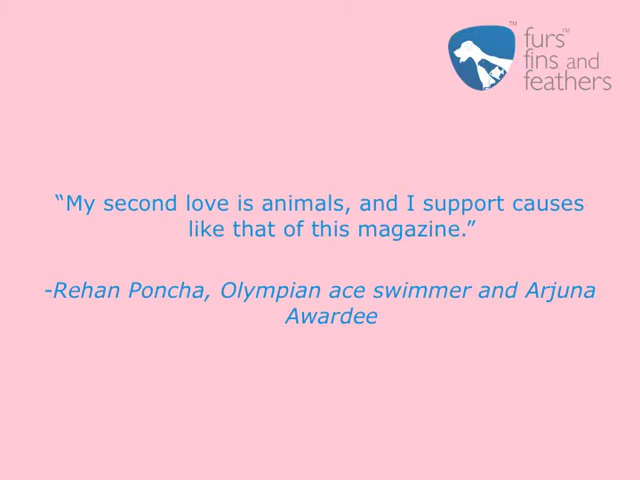 furs™
fins and
feathers
“My second love is animals, and I support causes
like that of this magazine.”
-Rehan Poncha, Olympian ace swimmer and Arjuna
Awardee